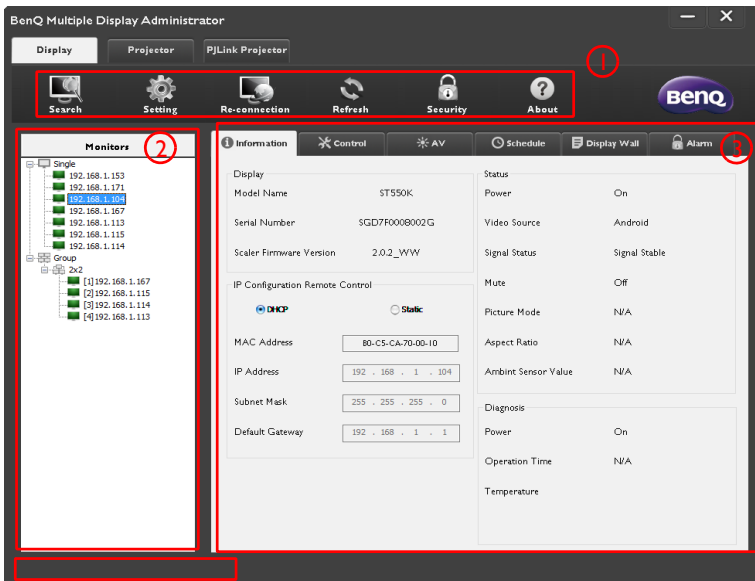 BenQ Multiple Display Administrator
Display Projector PJLink Projector
1
Search Setting Re-connection Refresh Security About
BenQ
Monitors
2
Single
192.168.1.153
192.168.1.171
192.168.1.104
192.168.1.167
192.168.1.113
192.168.1.115
192.168.1.114
Group
2x2
[1]192.168.1.167
[2]192.168.1.115
[3]192.168.1.114
[4]192.168.1.113
Information Control AV Schedule Display Wall Alarm
3
Display
Model Name ST550K
Serial Number SGD7F0008002G
Scaler Firmware Version 2.0.2_WW
IP Configuration Remote Control
DHCP Static
MAC Address B0-C5-CA-70-00-10
IP Address 192 . 168 . 1 . 104
Subnet Mask 255 . 255 . 255 . 0
Default Gateway 192 . 168 . 1 . 1
Status
Power On
Video Source Android
Signal Status Signal Stable
Mute Off
Picture Mode N/A
Aspect Ratio N/A
Ambint Sensor Value N/A
Diagnosis
Power On
Operation Time N/A
Temperature